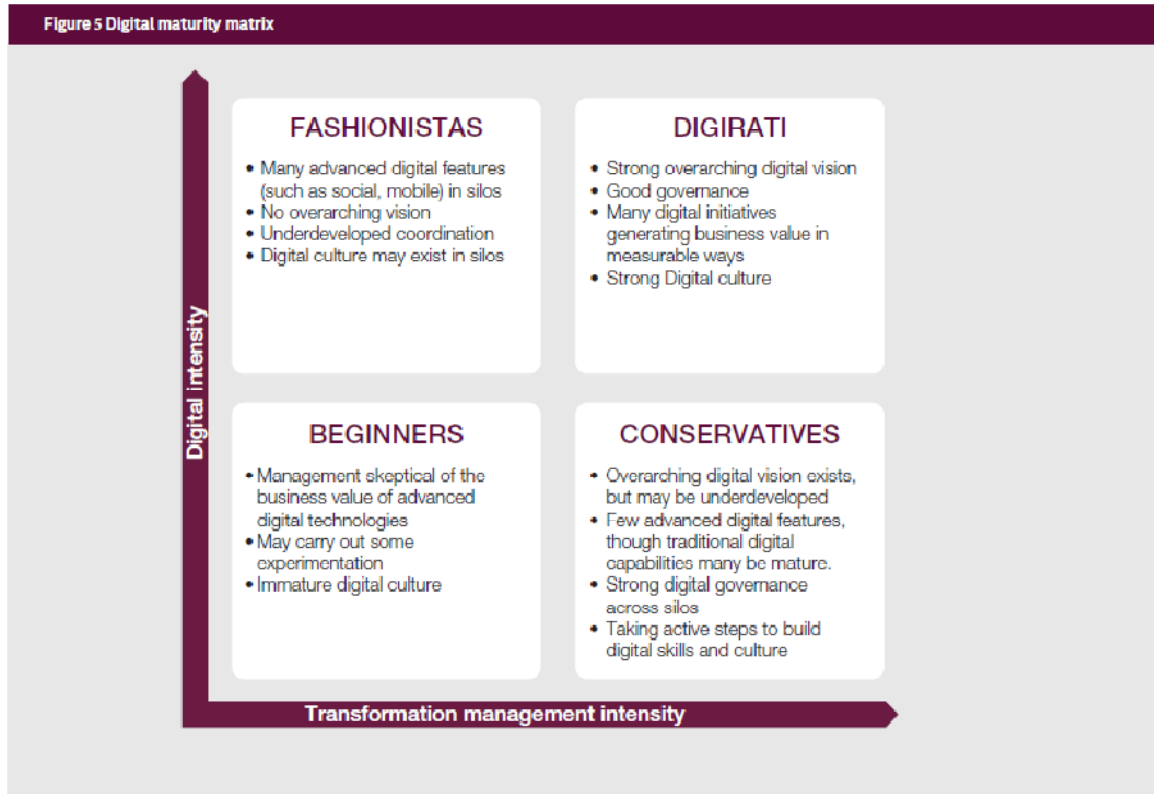 Figure 5 Digital maturity matrix
FASHIONISTAS
• Many advanced digital features
(such as social, mobile) in silos
• No overarching vision
• Underdeveloped coordination
• Digital culture may exist in silos
DIGIRATI
• Strong overarching digital vision
• Good governance
• Many digital initiatives
generating business value in
measurable ways
• Strong Digital culture
Digital intensity
BEGINNERS
• Management skeptical of the
business value of advanced
digital technologies
• May carry out some
experimentation
• Immature digital culture
CONSERVATIVES
• Overarching digital vision exists,
but may be underdeveloped
• Few advanced digital features,
though traditional digital
capabilities many be mature.
• Strong digital governance
across silos
• Taking active steps to build
digital skills and culture
Transformation management intensity